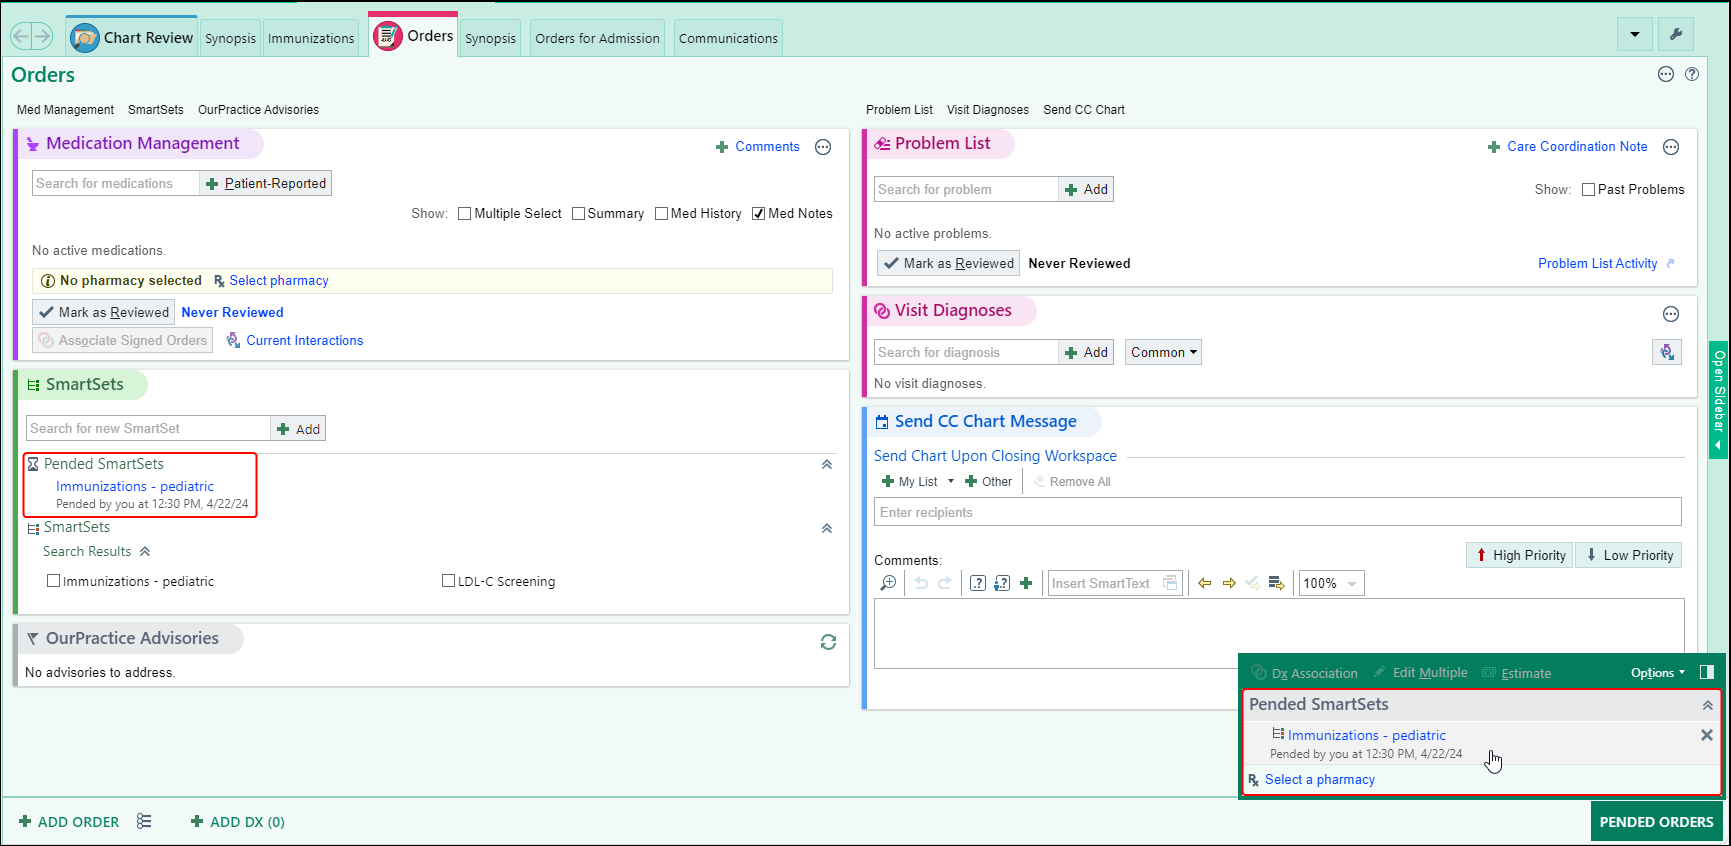 Chart Review
Synopsis
Immunizations
Orders
Synopsis
Orders for Admission
Communications
Orders
Med Management SmartSets OurPractice Advisories
Medication Management
Comments
Search for medications
Patient-Reported
Show: Multiple Select Summary Med History Med Notes
No active medications.
No pharmacy selected Select pharmacy
Mark as Reviewed Never Reviewed
Associate Signed Orders Current Interactions
SmartSets
Search for new SmartSet
Add
Pended SmartSets
Immunizations - pediatric
Pended by you at 12:30 PM, 4/22/24
SmartSets
Search Results
Immunizations - pediatric LDL-C Screening
OurPractice Advisories
No advisories to address.
Problem List Visit Diagnoses Send CC Chart
Problem List
Care Coordination Note
Search for problem
Add
Show: Past Problems
No active problems.
Mark as Reviewed Never Reviewed
Problem List Activity
Visit Diagnoses
Search for diagnosis
Add
Common
No visit diagnoses.
Send CC Chart Message
Send Chart Upon Closing Workspace
My List Other Remove All
Enter recipients
Comments:
High Priority Low Priority
Insert SmartText
100%
Open Sidebar
Dx Association Edit Multiple Estimate Options
Pended SmartSets
Immunizations - pediatric
Pended by you at 12:30 PM, 4/22/24
Select a pharmacy
ADD ORDER
ADD DX (0)
PENDED ORDERS